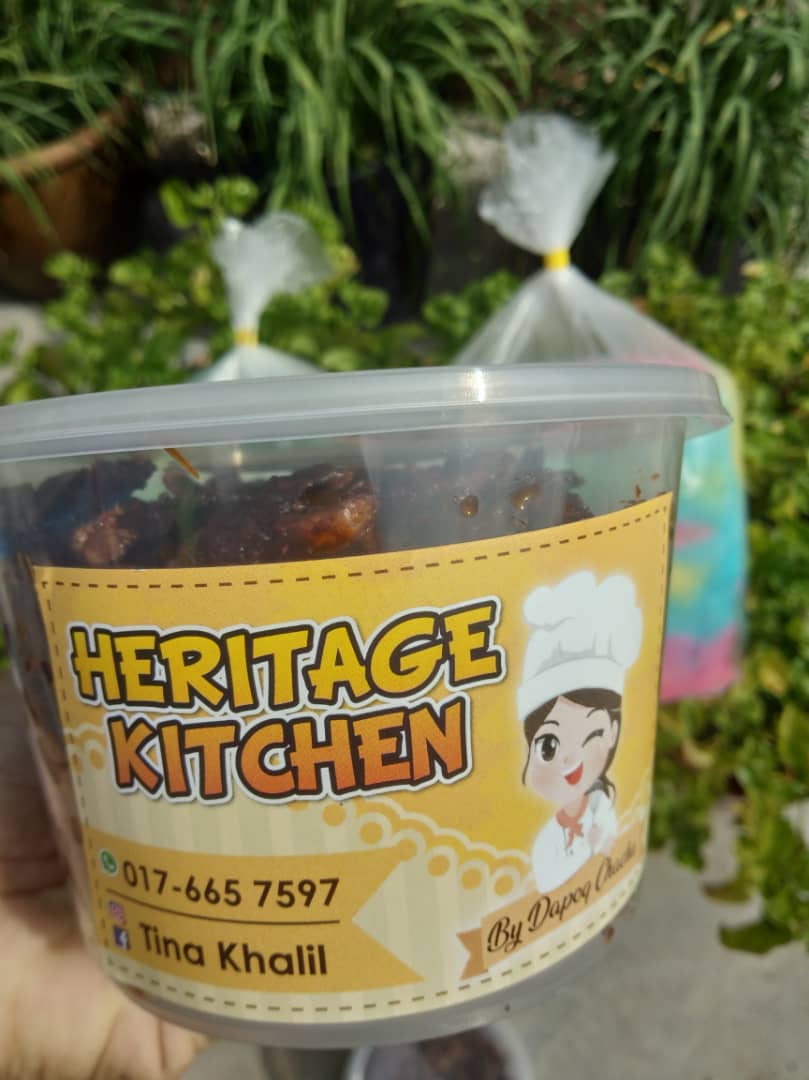 HERITAGE
KITCHEN
017-665 7597
Tina Khalil
By Dapoq Chacha